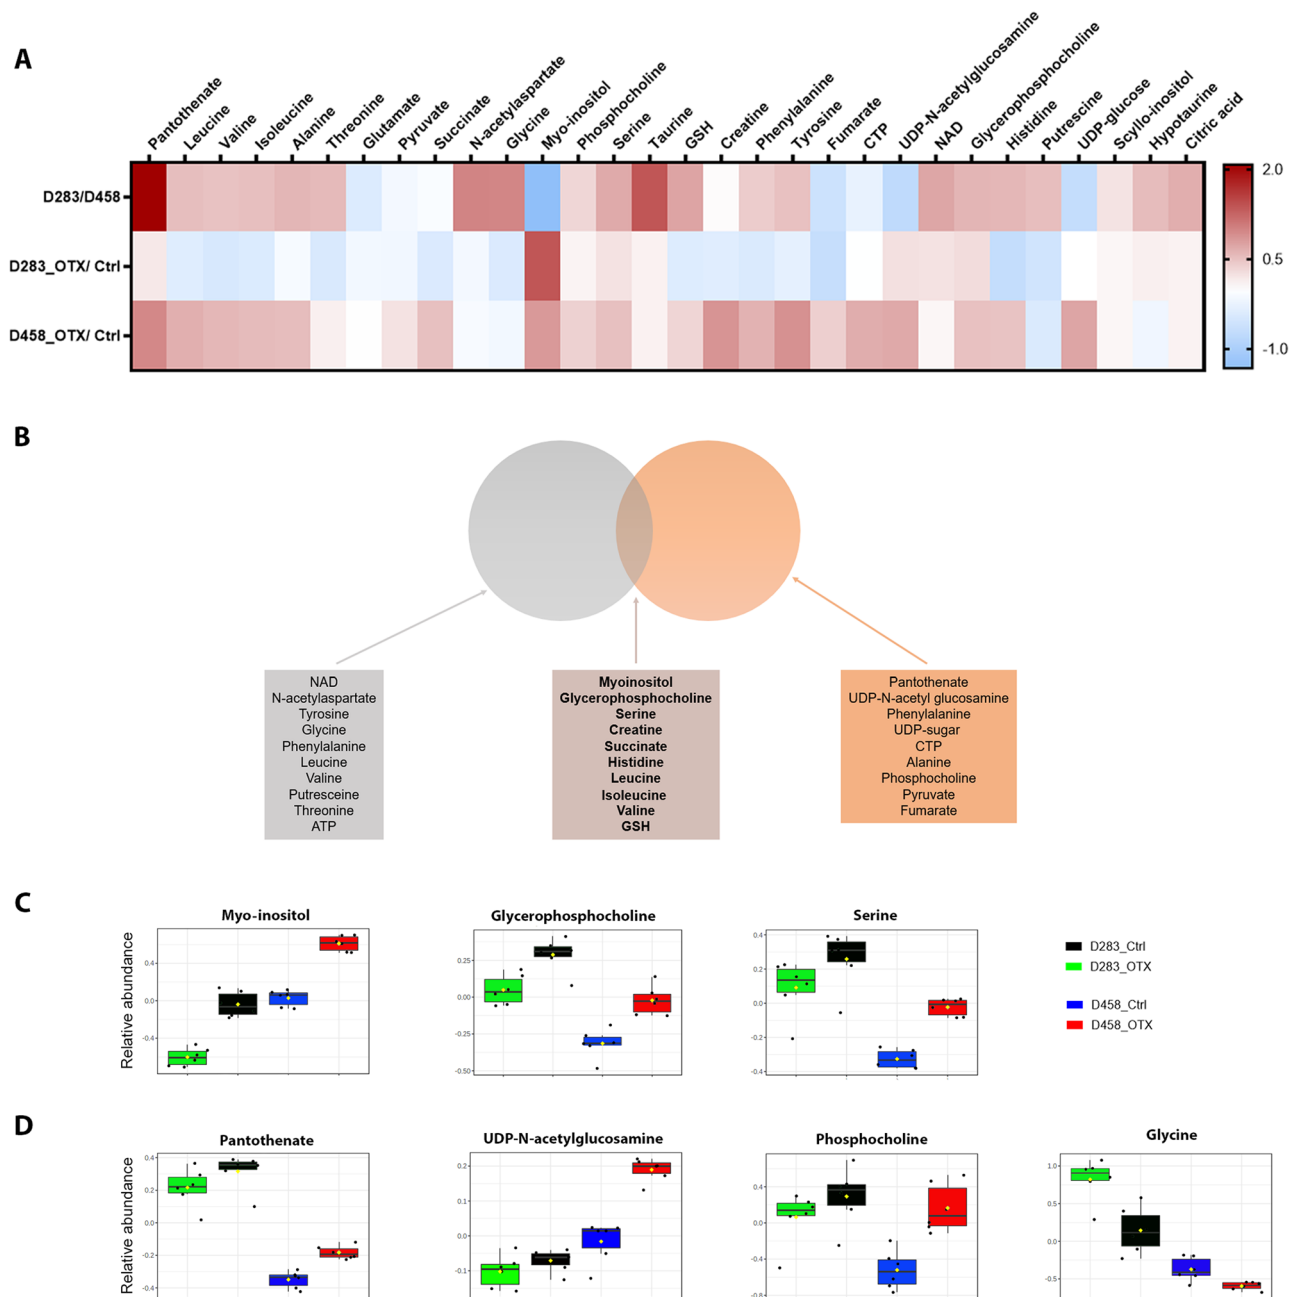 A
Pantothenate
Leucine
Valine
Isoleucine
Alanine
Threonine
Glutamate
Pyruvate
Succinate
N-acetylaspartate
Glycine
Myo-inositol
Phosphocholine
Serine
Taurine
GSH
Creatine
Phenylalanine
Tyrosine
Fumarate
CTP
UDP-N-acetylglucosamine
NAD
Glycerophosphocholine
Histidine
Putrescine
UDP-glucose
Scyllo-inositol
Hypotaurine
Citric acid
D283/D458
D283_OTX/ Ctrl
D458_OTX/ Ctrl
2.0
0.5
-1.0
B
NAD
N-acetylaspartate
Tyrosine
Glycine
Phenylalanine
Leucine
Valine
Putresceine
Threonine
ATP
Myoinositol
Glycerophosphocholine
Serine
Creatine
Succinate
Histidine
Leucine
Isoleucine
Valine
GSH
Pantothenate
UDP-N-acetyl glucosamine
Phenylalanine
UDP-sugar
CTP
Alanine
Phosphocholine
Pyruvate
Fumarate
C
Relative abundance
Myo-inositol
0.4
0.0
-0.4
Glycerophosphocholine
0.25
0.00
-0.25
-0.50
Serine
0.4
0.2
0.0
-0.2
-0.4
D283_Ctrl
D283_OTX
D458_Ctrl
D458_OTX
D
Relative abundance
Pantothenate
0.4
0.2
0.0
-0.2
-0.4
UDP-N-acetylglucosamine
0.2
0.1
0.0
-0.1
Phosphocholine
0.4
0.0
-0.4
-0.8
Glycine
1.0
0.5
0.0
-0.5